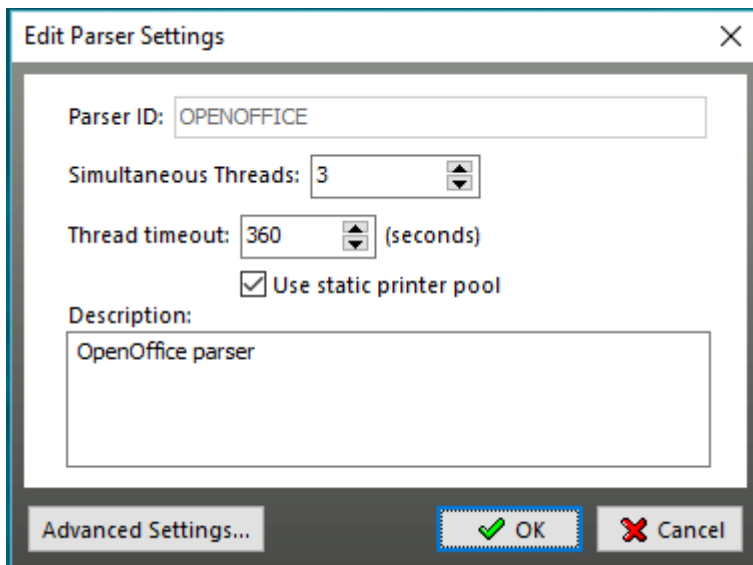 Edit Parser Settings
Parser ID: OPENOFFICE
Simultaneous Threads: 3
Thread timeout: 360 (seconds)
Use static printer pool
Description:
OpenOffice parser
Advanced Settings... OK Cancel